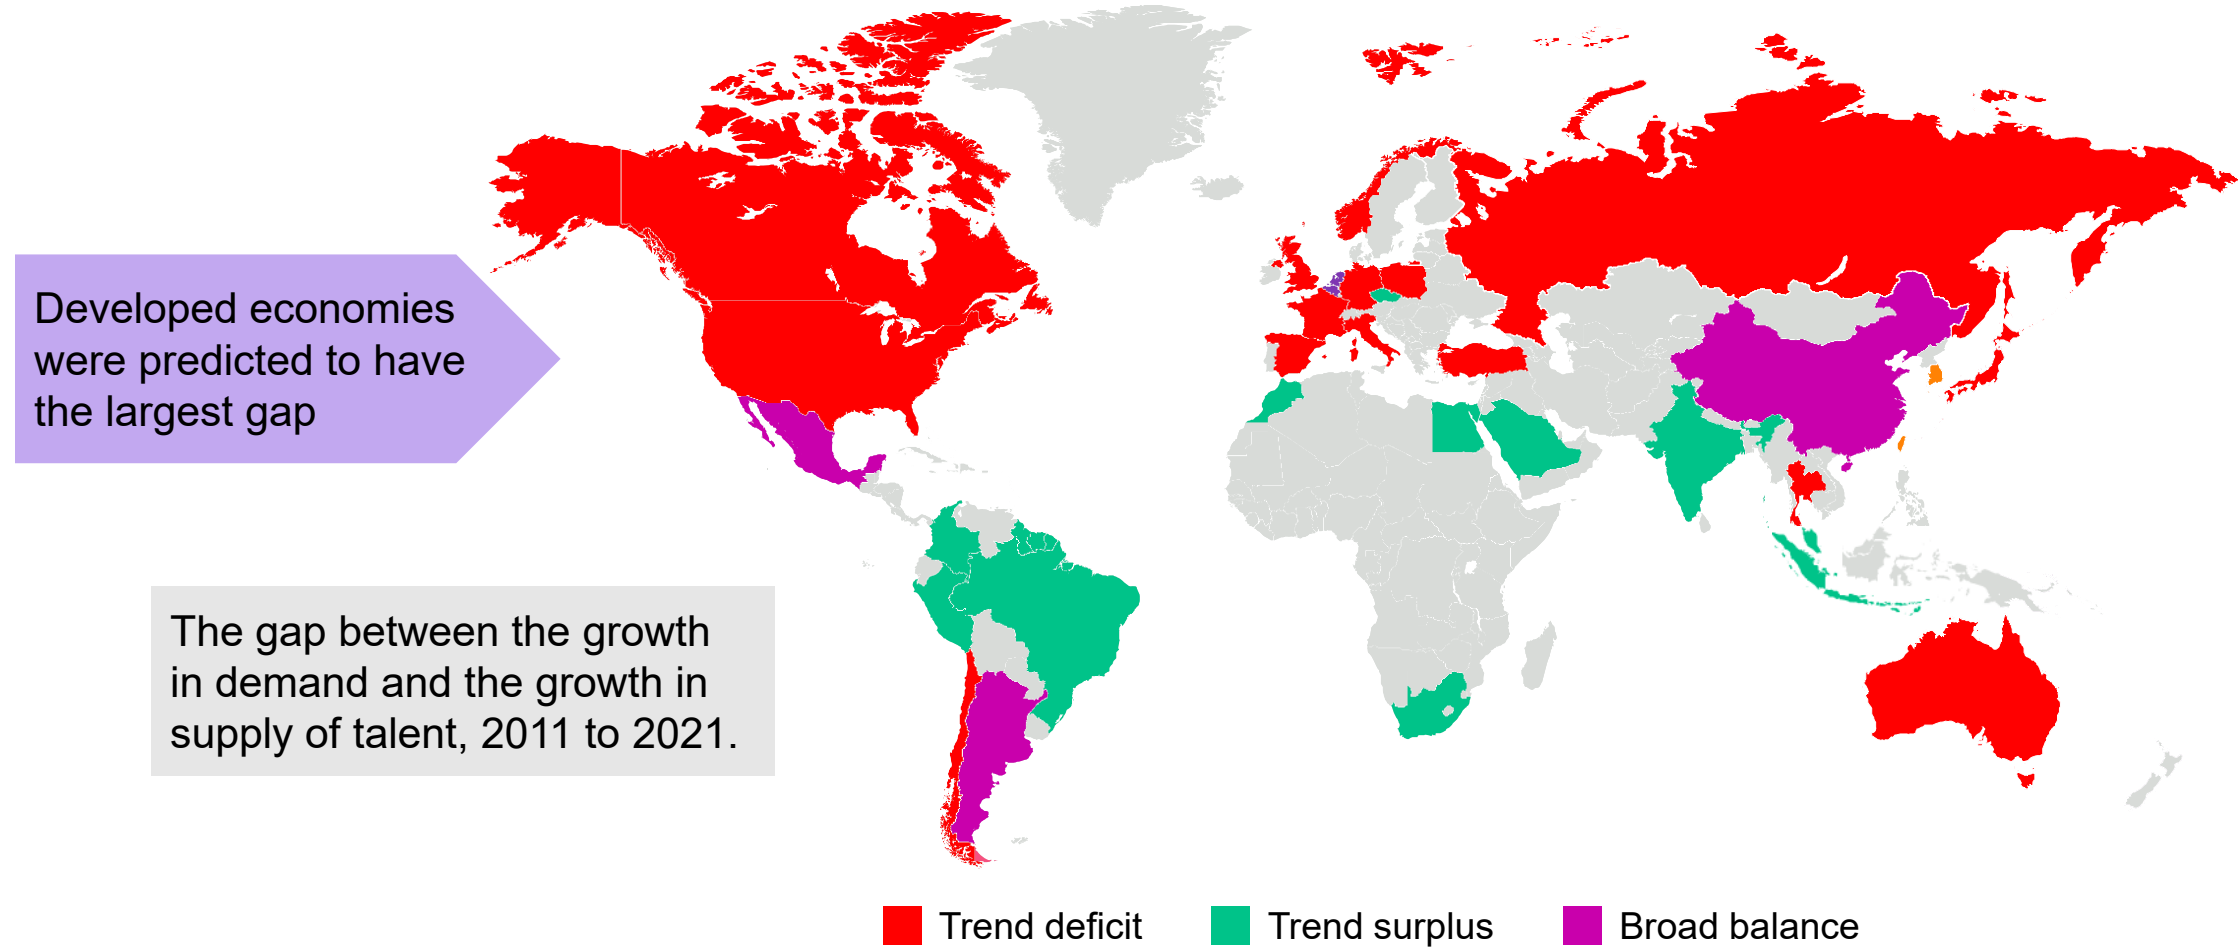 Developed economies
were predicted to have
the largest gap
The gap between the growth
in demand and the growth in
supply of talent, 2011 to 2021.
Trend deficit
Trend surplus
Broad balance